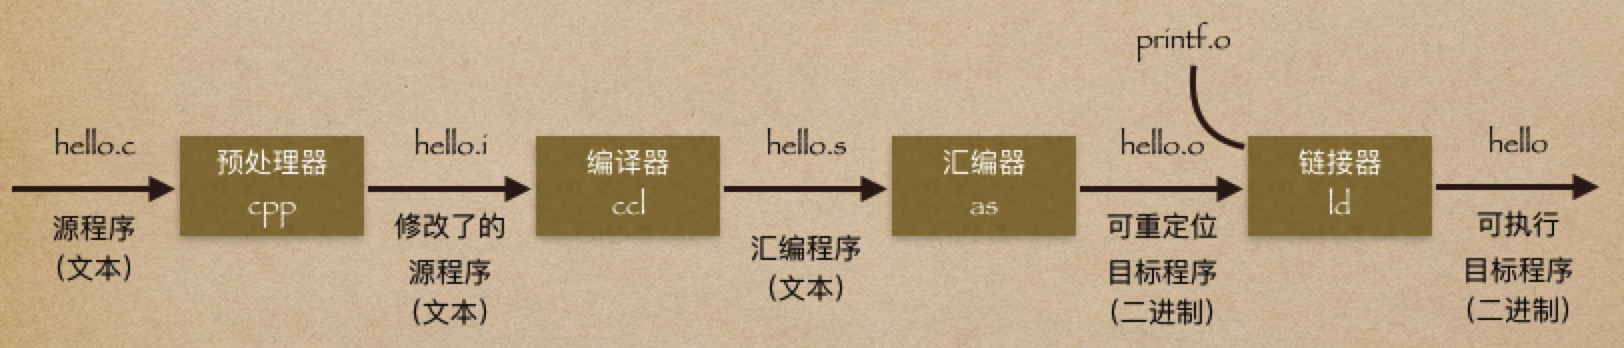 printf.o
hello.c
预处理器
cpp
hello.i
编译器
ccl
hello.s
汇编器
as
hello.o
链接器
ld
hello
源程序
(文本)
修改了的
源程序
(文本)
汇编程序
(文本)
可重定位
目标程序
(二进制)
可执行
目标程序
(二进制)